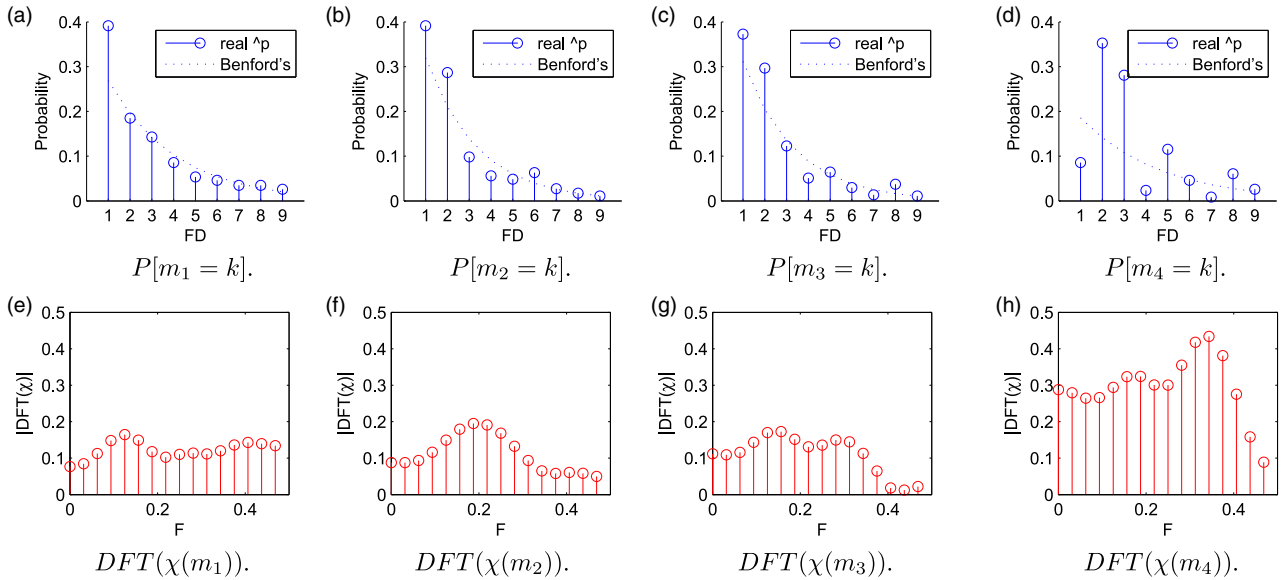 (a)
0.4
0.3
0.2
0.1
0
Probability
real ^p
Benford's
1 2 3 4 5 6 7 8 9
FD
P[m₁ = k].
(b)
0.4
0.3
0.2
0.1
0
Probability
real ^p
Benford's
1 2 3 4 5 6 7 8 9
FD
P[m₂ = k].
(c)
0.4
0.3
0.2
0.1
0
Probability
real ^p
Benford's
1 2 3 4 5 6 7 8 9
FD
P[m₃ = k].
(d)
0.4
0.3
0.2
0.1
0
Probability
real ^p
Benford's
1 2 3 4 5 6 7 8 9
FD
P[m₄ = k].
(e)
0.5
0.4
0.3
0.2
0.1
0
|DFT(χ)|
0 0.2 0.4
F
DFT(χ(m₁)).
(f)
0.5
0.4
0.3
0.2
0.1
0
|DFT(χ)|
0 0.2 0.4
F
DFT(χ(m₂)).
(g)
0.5
0.4
0.3
0.2
0.1
0
|DFT(χ)|
0 0.2 0.4
F
DFT(χ(m₃)).
(h)
0.5
0.4
0.3
0.2
0.1
0
|DFT(χ)|
0 0.2 0.4
F
DFT(χ(m₄)).